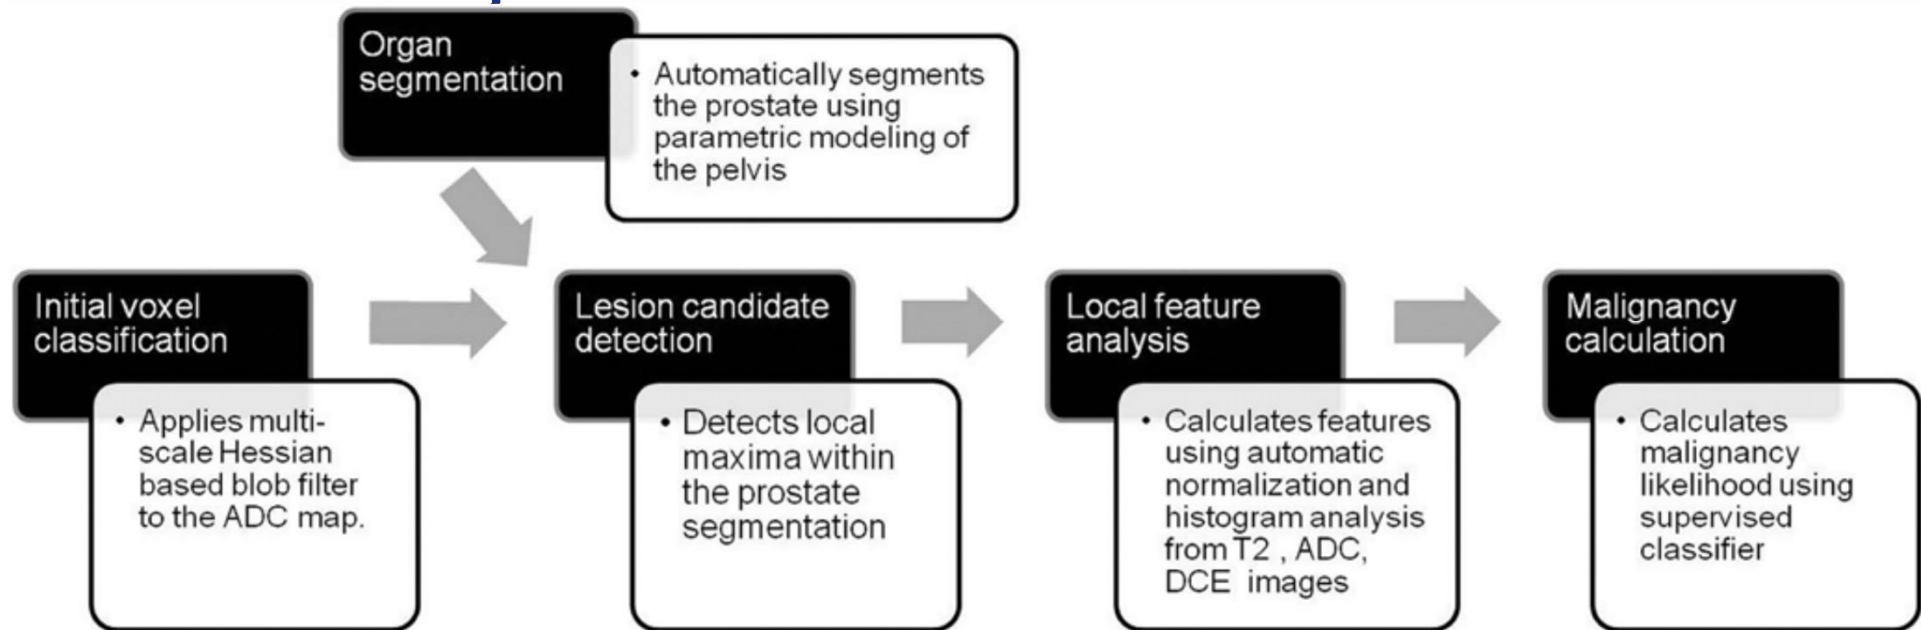 Organ
segmentation
• Automatically segments
the prostate using
parametric modeling of
the pelvis
Initial voxel
classification
• Applies multi-
scale Hessian
based blob filter
to the ADC map.
Lesion candidate
detection
• Detects local
maxima within
the prostate
segmentation
Local feature
analysis
• Calculates features
using automatic
normalization and
histogram analysis
from T2 , ADC,
DCE images
Malignancy
calculation
• Calculates
malignancy
likelihood using
supervised
classifier